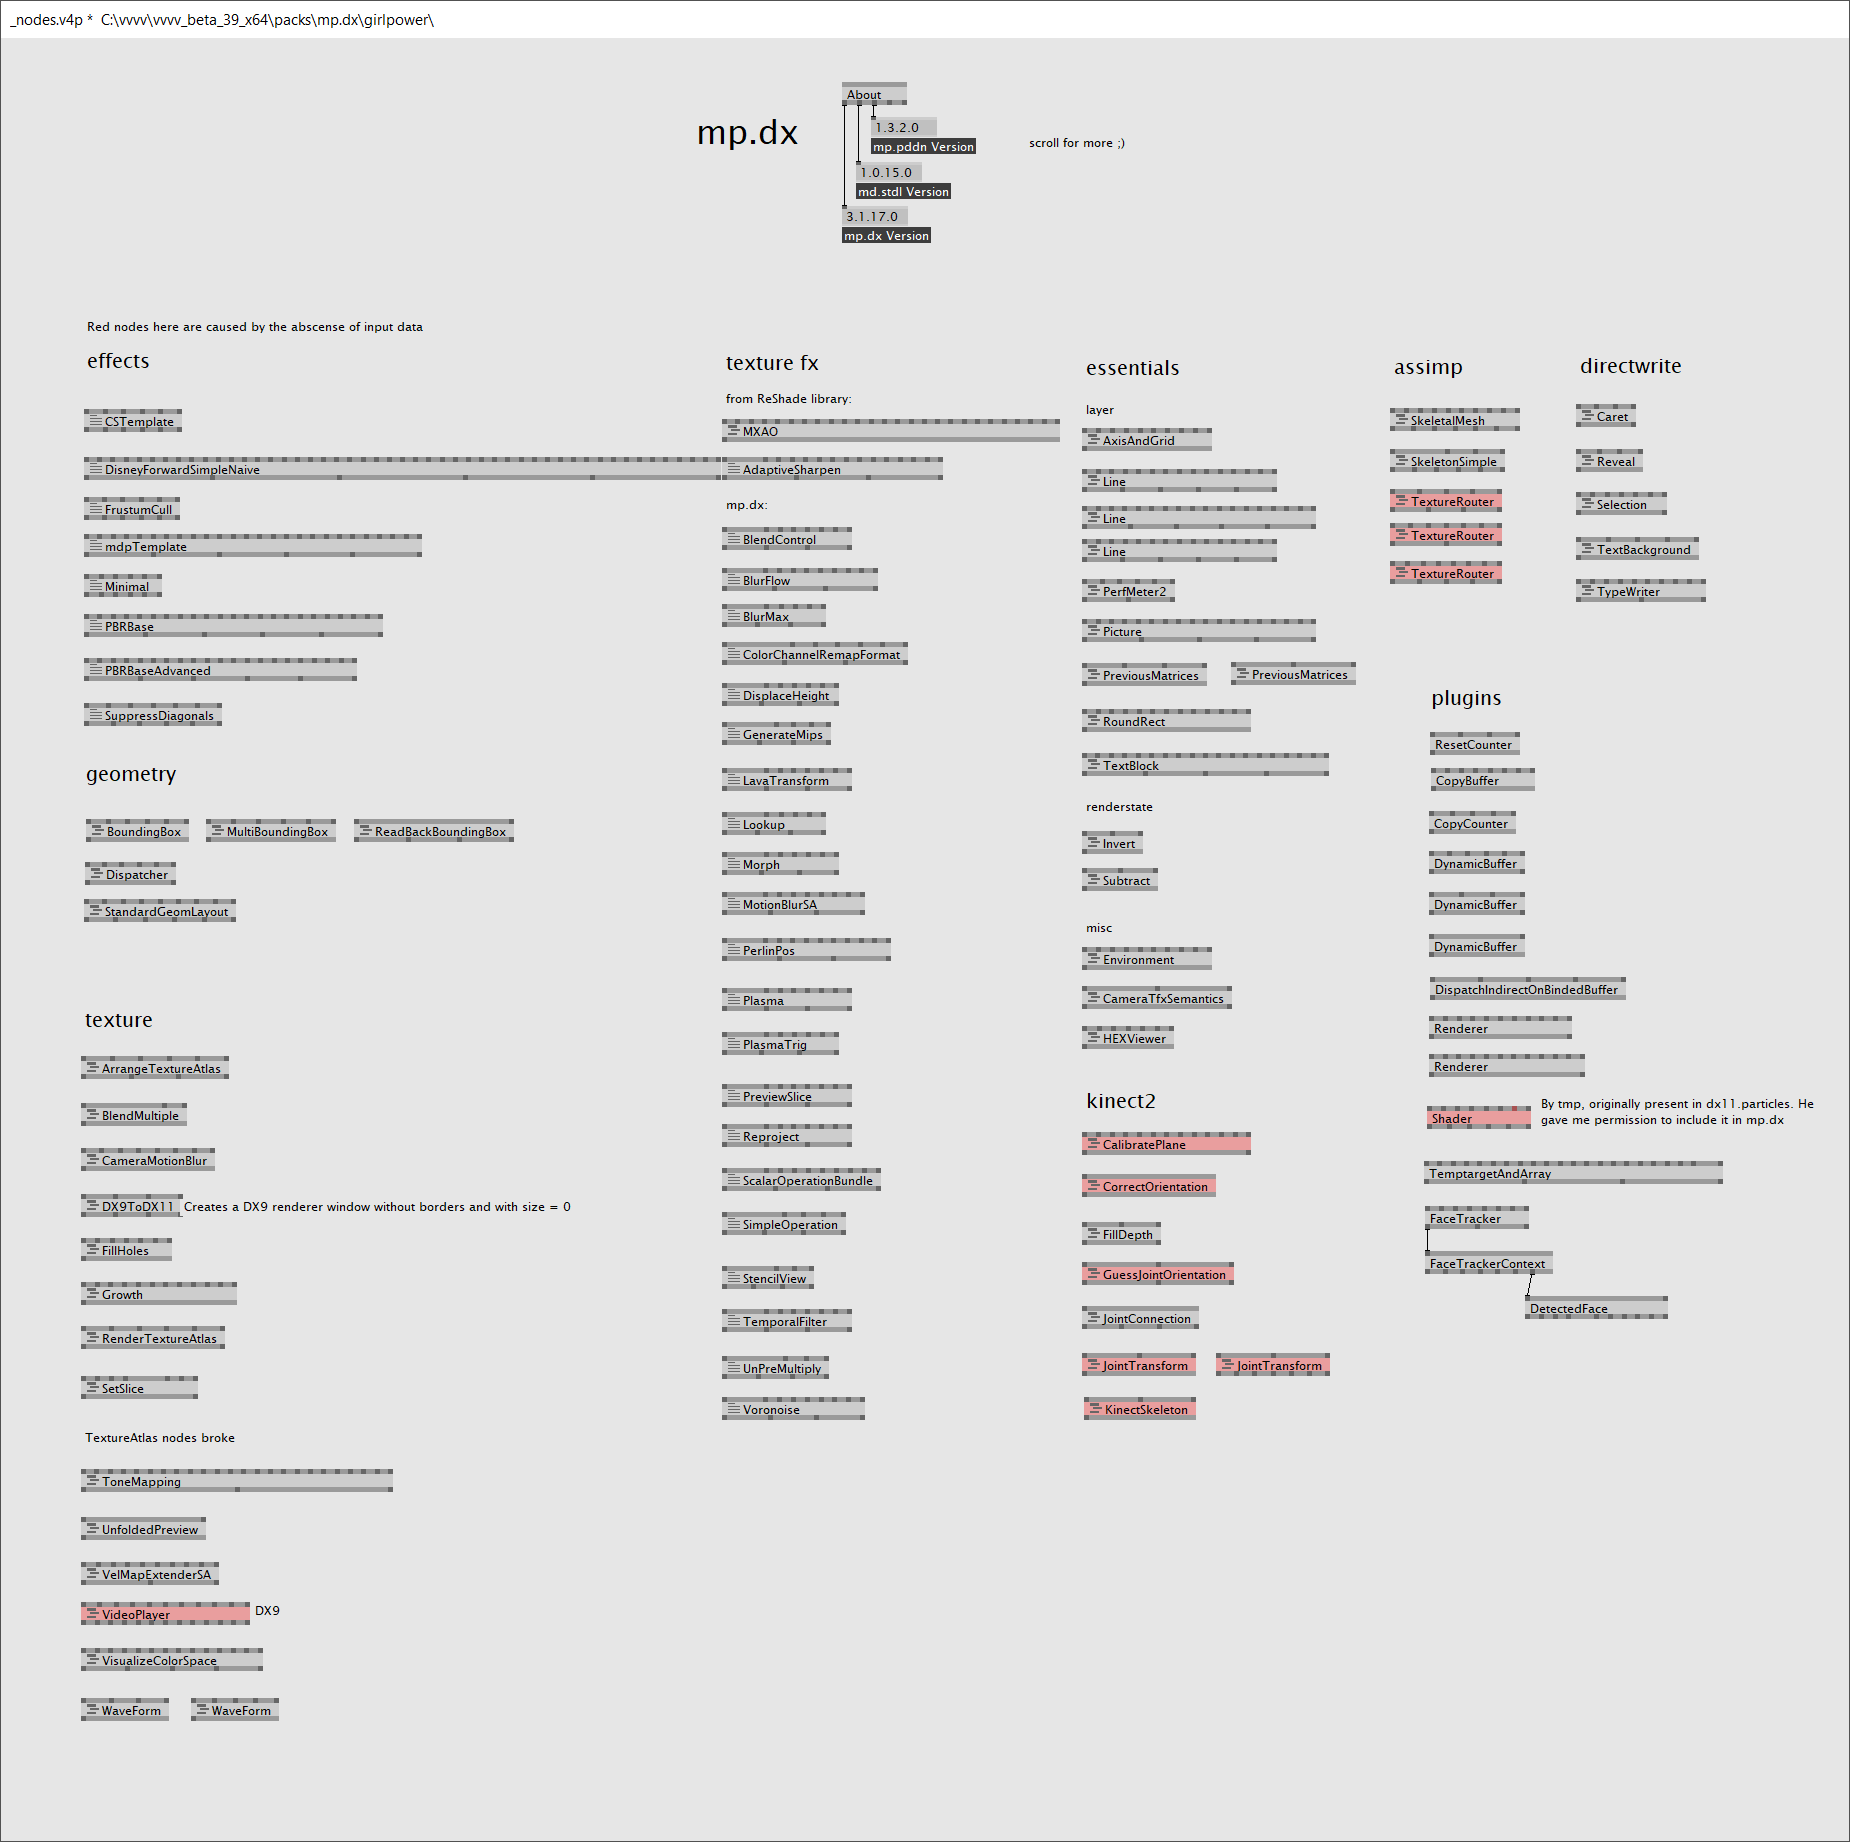 _nodes.v4p *  C:\vvvv\vvvv_beta_39_x64\packs\mp.dx\girlpower\
About
mp.dx
1.3.2.0
mp.pddn Version
scroll for more ;)
1.0.15.0
md.stdl Version
3.1.17.0
mp.dx Version
Red nodes here are caused by the abscense of input data
effects
CSTemplate
DisneyForwardSimpleNaive
FrustumCull
mdpTemplate
Minimal
PBRBase
PBRBaseAdvanced
SuppressDiagonals
geometry
BoundingBox
MultiBoundingBox
ReadBackBoundingBox
Dispatcher
StandardGeomLayout
texture
ArrangeTextureAtlas
BlendMultiple
CameraMotionBlur
DX9ToDX11
Creates a DX9 renderer window without borders and with size = 0
FillHoles
Growth
RenderTextureAtlas
SetSlice
TextureAtlas nodes broke
ToneMapping
UnfoldedPreview
VelMapExtenderSA
VideoPlayer
DX9
VisualizeColorSpace
WaveForm
WaveForm
texture fx
from ReShade library:
MXAO
AdaptiveSharpen
mp.dx:
BlendControl
BlurFlow
BlurMax
ColorChannelRemapFormat
DisplaceHeight
GenerateMips
LavaTransform
Lookup
Morph
MotionBlurSA
PerlinPos
Plasma
PlasmaTrig
PreviewSlice
Reproject
ScalarOperationBundle
SimpleOperation
StencilView
TemporalFilter
UnPreMultiply
Voronoise
essentials
layer
AxisAndGrid
Line
Line
Line
PerfMeter2
Picture
PreviousMatrices
PreviousMatrices
RoundRect
TextBlock
renderstate
Invert
Subtract
misc
Environment
CameraTfxSemantics
HEXViewer
kinect2
CalibratePlane
CorrectOrientation
FillDepth
GuessJointOrientation
JointConnection
JointTransform
JointTransform
KinectSkeleton
assimp
SkeletalMesh
SkeletonSimple
TextureRouter
TextureRouter
TextureRouter
directwrite
Caret
Reveal
Selection
TextBackground
TypeWriter
plugins
ResetCounter
CopyBuffer
CopyCounter
DynamicBuffer
DynamicBuffer
DynamicBuffer
DispatchIndirectOnBindedBuffer
Renderer
Renderer
Shader
By tmp, originally present in dx11.particles. He
gave me permission to include it in mp.dx
TemptargetAndArray
FaceTracker
FaceTrackerContext
DetectedFace